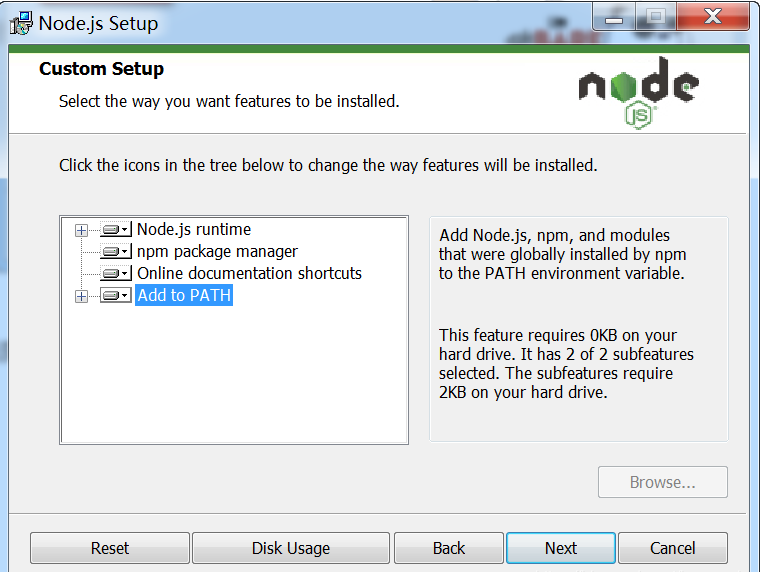 Node.js Setup
Custom Setup
Select the way you want features to be installed.
node
JS
Click the icons in the tree below to change the way features will be installed.
Node.js runtime
npm package manager
Online documentation shortcuts
Add to PATH
Add Node.js, npm, and modules
that were globally installed by npm
to the PATH environment variable.
This feature requires 0KB on your
hard drive. It has 2 of 2 subfeatures
selected. The subfeatures require
2KB on your hard drive.
Browse...
Reset
Disk Usage
Back
Next
Cancel